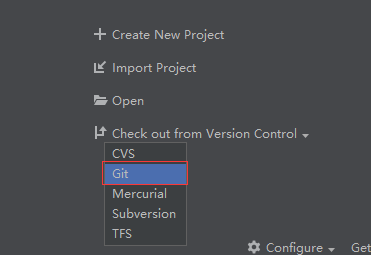 Create New Project
Import Project
Open
Check out from Version Control
CVS
Git
Mercurial
Subversion
TFS
Configure Get